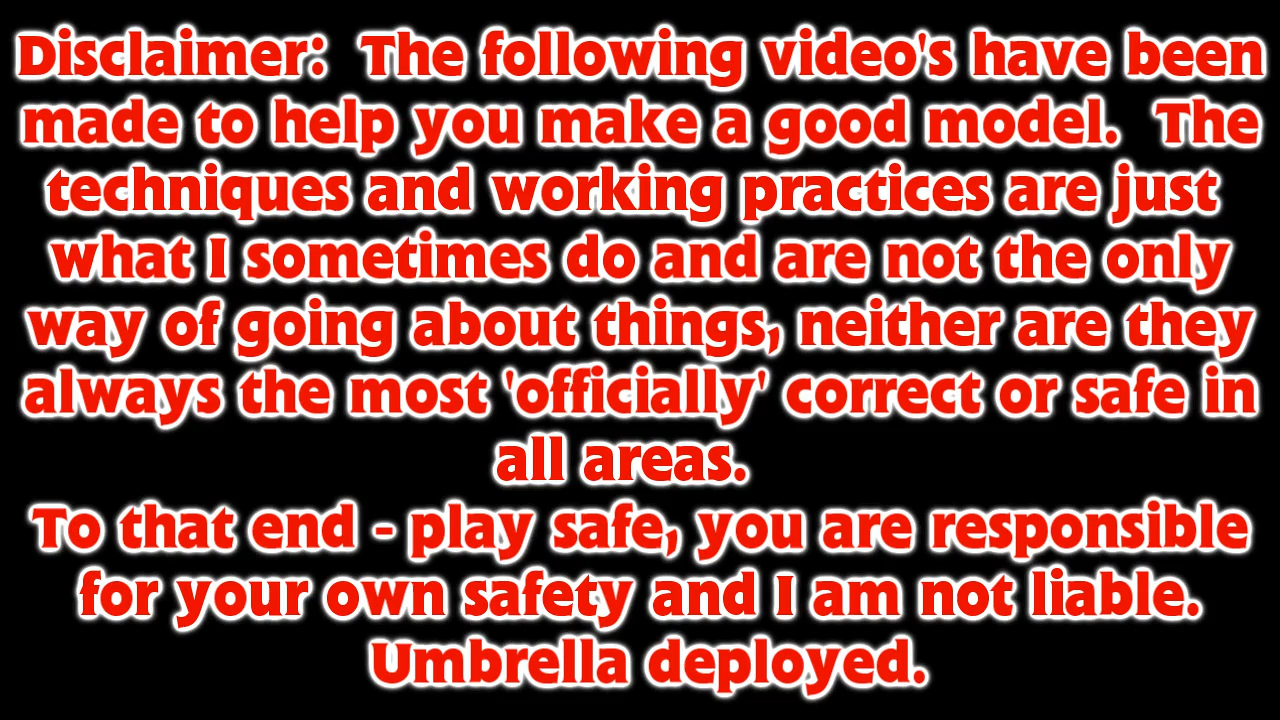 Disclaimer:  The following video's have been
made to help you make a good model.  The
techniques and working practices are just
what I sometimes do and are not the only
way of going about things, neither are they
always the most 'officially' correct or safe in
all areas.
To that end - play safe, you are responsible
for your own safety and I am not liable.
Umbrella deployed.